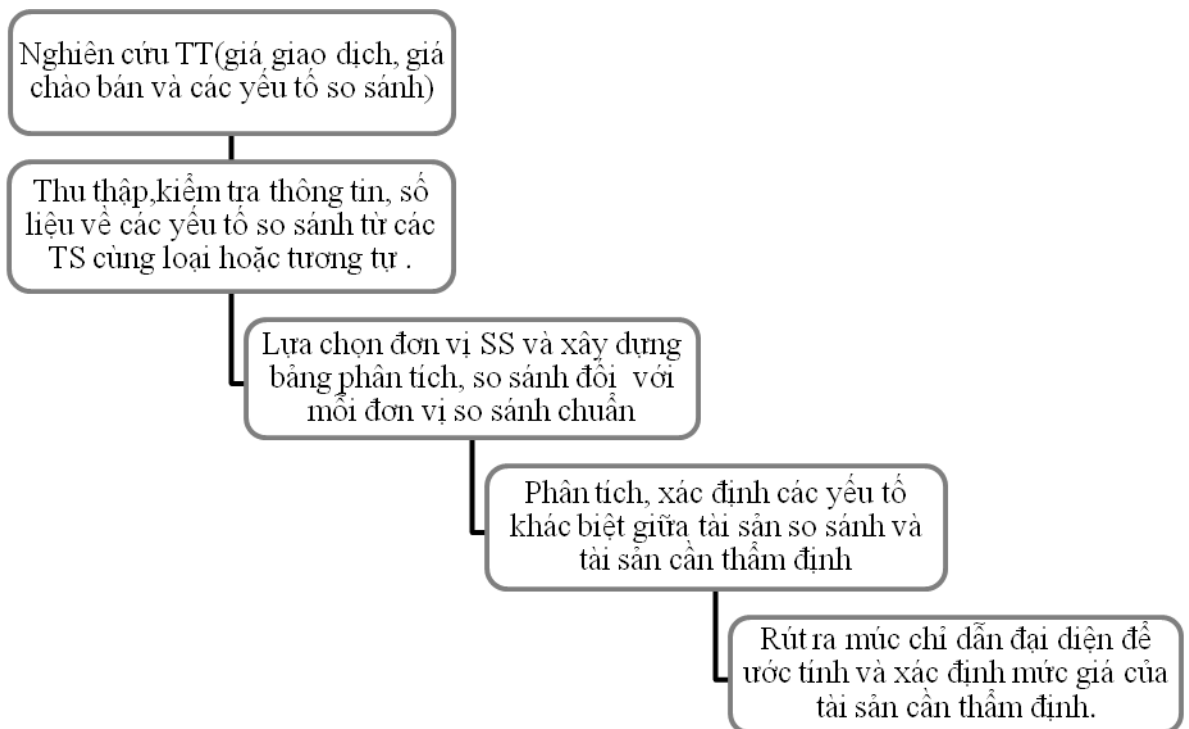 Nghiên cứu TT(giá giao dịch, giá
chào bán và các yếu tố so sánh)
Thu thập,kiểm tra thông tin, số
liệu về các yếu tố so sánh từ các
TS cùng loại hoặc tương tự .
Lựa chọn đơn vị SS và xây dựng
bảng phân tích, so sánh đối với
mỗi đơn vị so sánh chuẩn
Phân tích, xác định các yếu tố
khác biệt giữa tài sản so sánh và
tài sản cần thẩm định
Rút ra múc chỉ dẫn đại diện để
ước tính và xác định mức giá của
tài sản cần thẩm định.